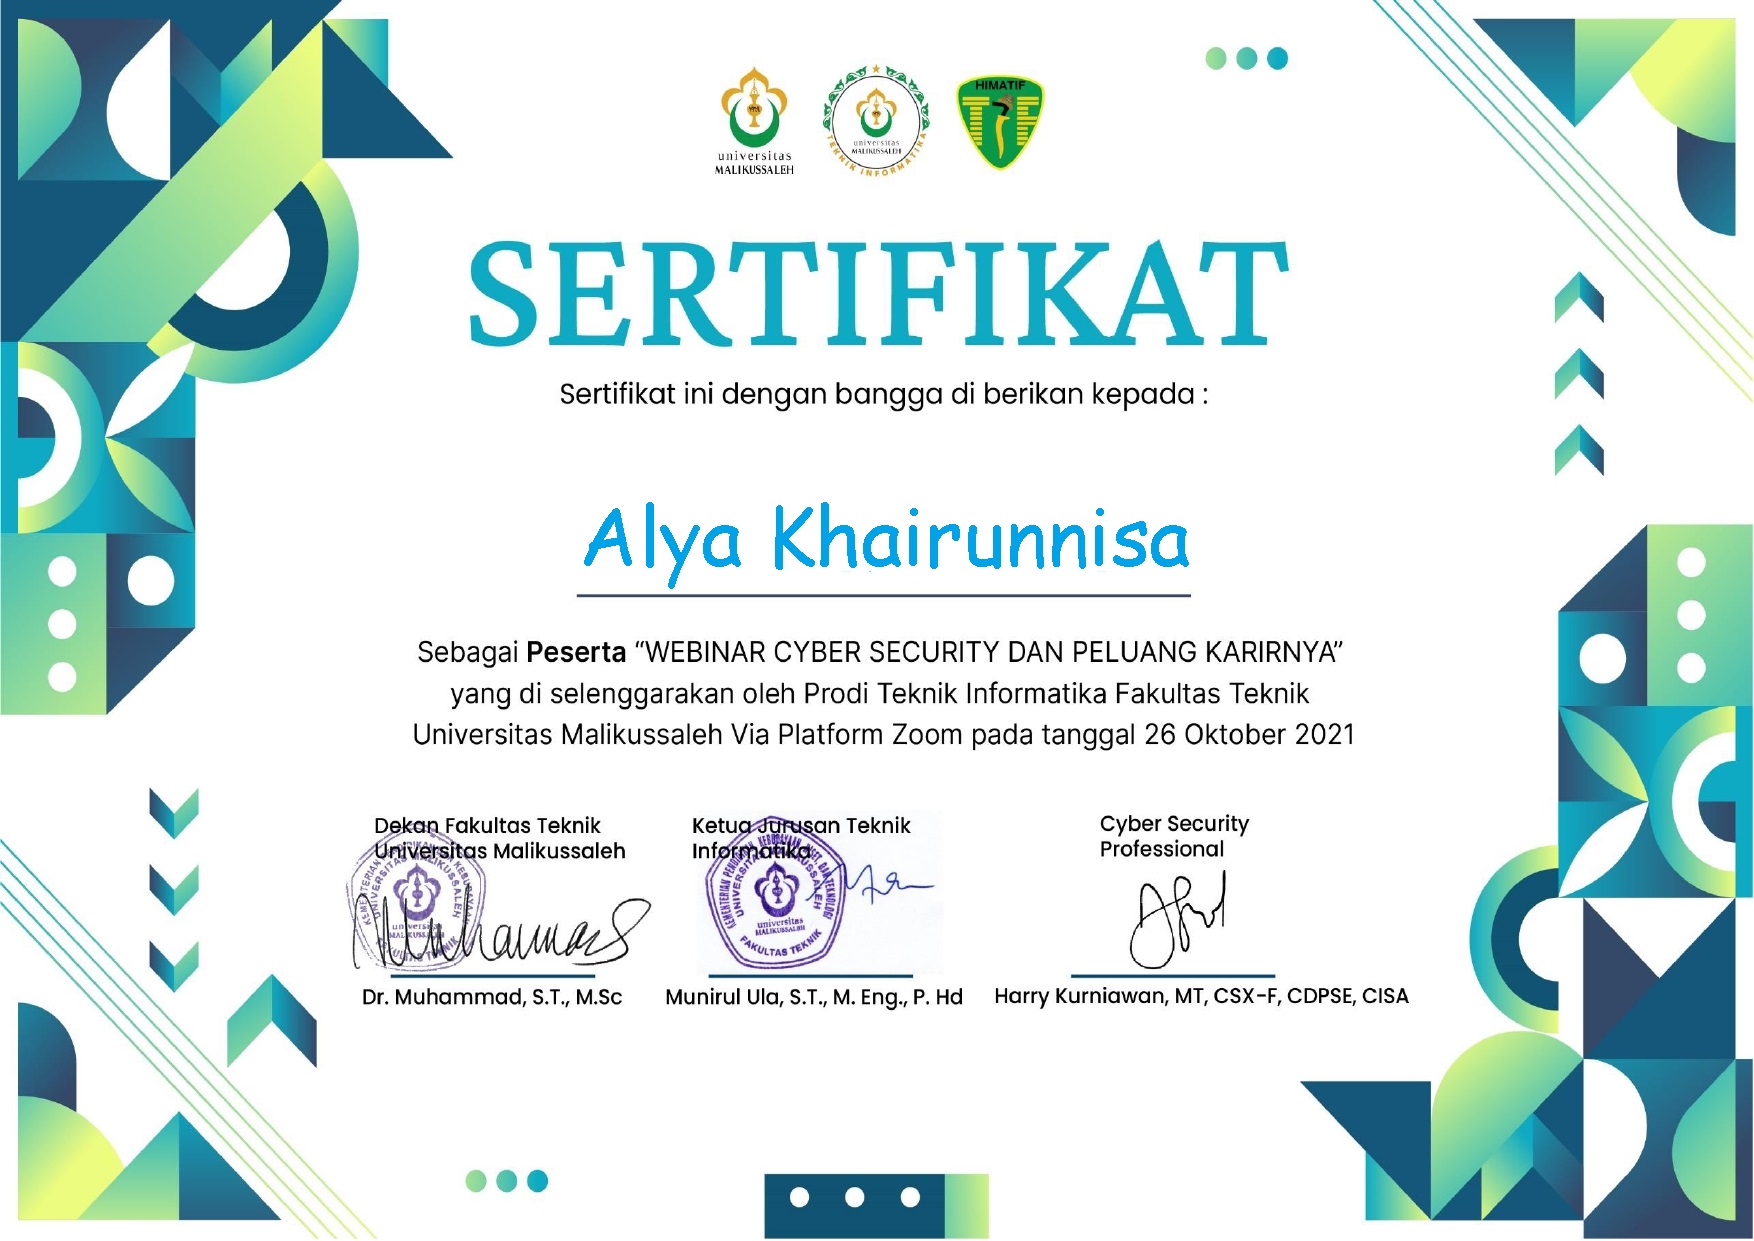 universitas
MALIKUSSALEH
universitas
MALIKUSSALEH
TEKNIK INFORMATIKA
HIMATIF
SERTIFIKAT
Sertifikat ini dengan bangga di berikan kepada :
Alya Khairunnisa
Sebagai Peserta “WEBINAR CYBER SECURITY DAN PELUANG KARIRNYA”
yang di selenggarakan oleh Prodi Teknik Informatika Fakultas Teknik
Universitas Malikussaleh Via Platform Zoom pada tanggal 26 Oktober 2021
Dekan Fakultas Teknik
Universitas Malikussaleh
universitas
MALIKUSSALEH
Dr. Muhammad, S.T., M.Sc
Ketua Jurusan Teknik
Informatika
KEMENTERIAN PENDIDIKAN, KEBUDAYAAN, RISET DAN TEKNOLOGI
UNIVERSITAS MALIKUSSALEH
universitas
MALIKUSSALEH
FAKULTAS TEKNIK
Munirul Ula, S.T., M. Eng., P. Hd
Cyber Security
Professional
Harry Kurniawan, MT, CSX-F, CDPSE, CISA